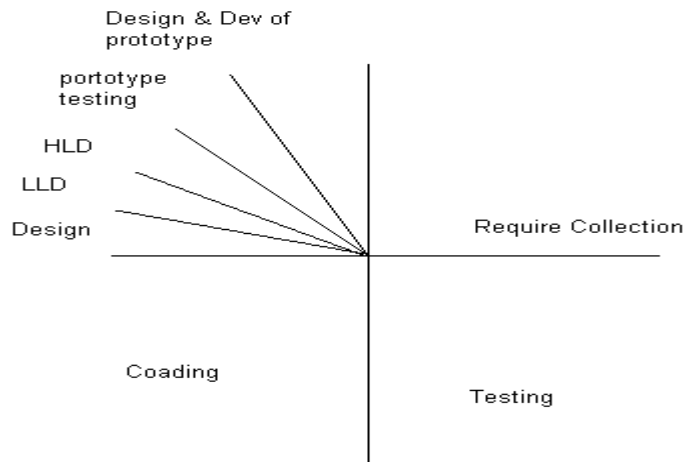 Design & Dev of
prototype
portotype
testing
HLD
LLD
Design
Require Collection
Coading
Testing